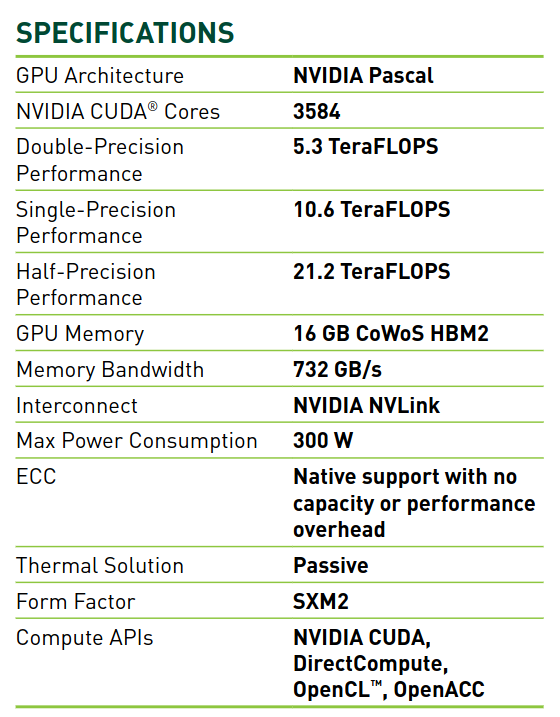 SPECIFICATIONS
GPU Architecture NVIDIA Pascal
NVIDIA CUDA® Cores 3584
Double-Precision 5.3 TeraFLOPS
Performance
Single-Precision 10.6 TeraFLOPS
Performance
Half-Precision 21.2 TeraFLOPS
Performance
GPU Memory 16 GB CoWoS HBM2
Memory Bandwidth 732 GB/s
Interconnect NVIDIA NVLink
Max Power Consumption 300 W
ECC Native support with no
capacity or performance
overhead
Thermal Solution Passive
Form Factor SXM2
Compute APIs NVIDIA CUDA,
DirectCompute,
OpenCL™, OpenACC